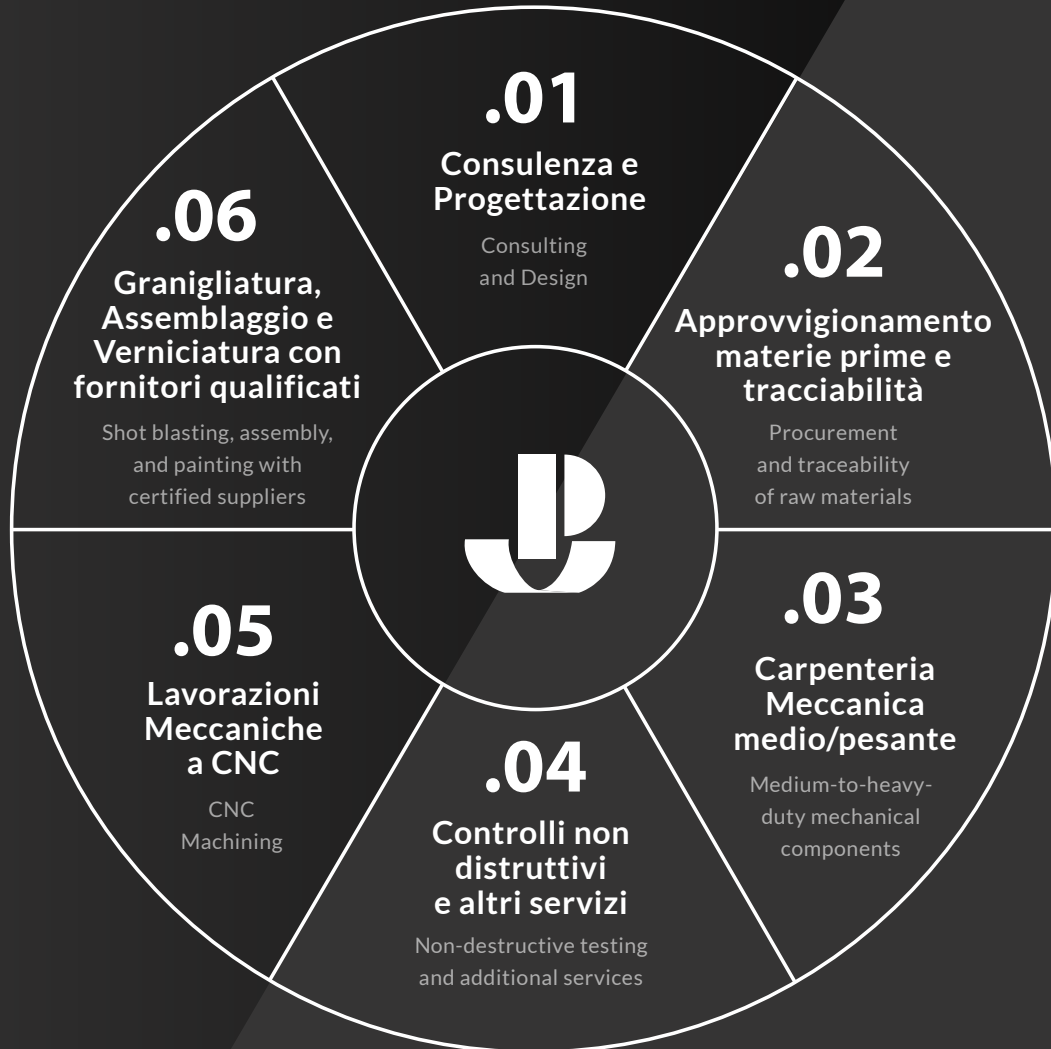 .01
Consulenza e
Progettazione
Consulting
and Design
.02
Approvvigionamento
materie prime e
tracciabilità
Procurement
and traceability
of raw materials
.03
Carpenteria
Meccanica
medio/pesante
Medium-to-heavy-
duty mechanical
components
.04
Controlli non
distruttivi
e altri servizi
Non-destructive testing
and additional services
.05
Lavorazioni
Meccaniche
a CNC
CNC
Machining
.06
Granigliatura,
Assemblaggio e
Verniciatura con
fornitori qualificati
Shot blasting, assembly,
and painting with
certified suppliers